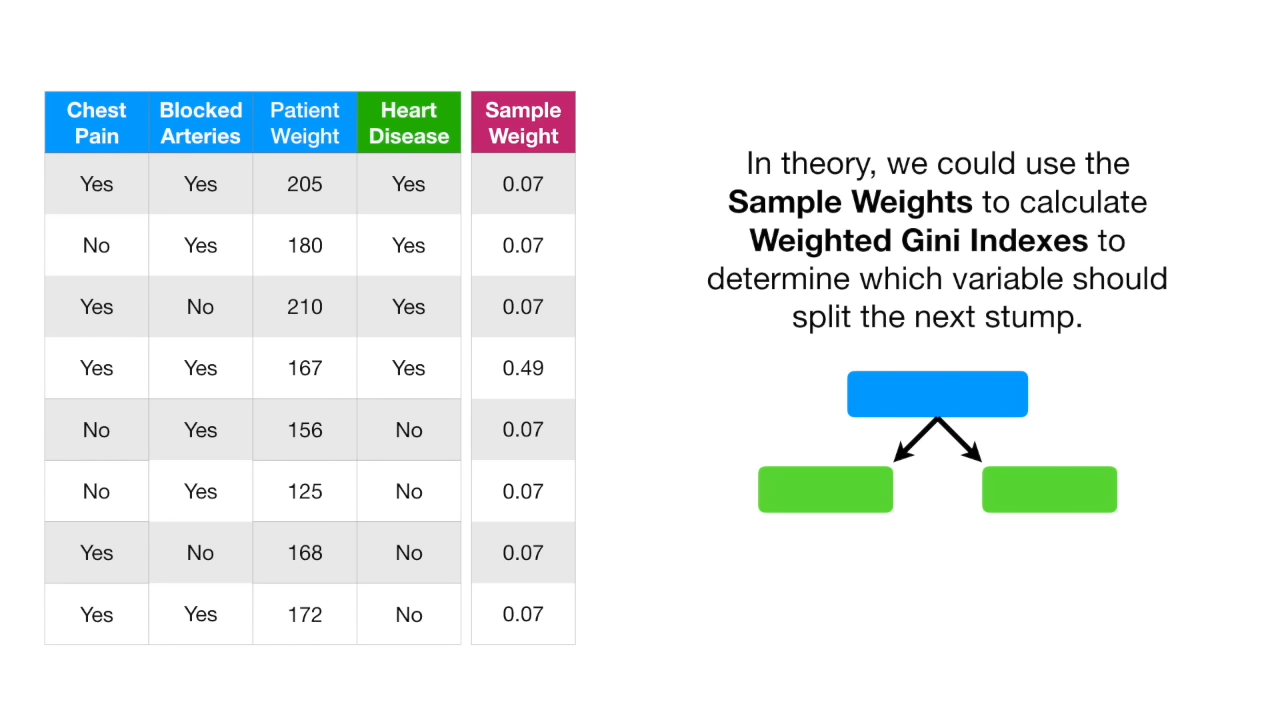 Chest Pain Blocked Arteries Patient Weight Heart Disease Sample Weight
Yes Yes 205 Yes 0.07
No Yes 180 Yes 0.07
Yes No 210 Yes 0.07
Yes Yes 167 Yes 0.49
No Yes 156 No 0.07
No Yes 125 No 0.07
Yes No 168 No 0.07
Yes Yes 172 No 0.07
In theory, we could use the
Sample Weights to calculate
Weighted Gini Indexes to
determine which variable should
split the next stump.